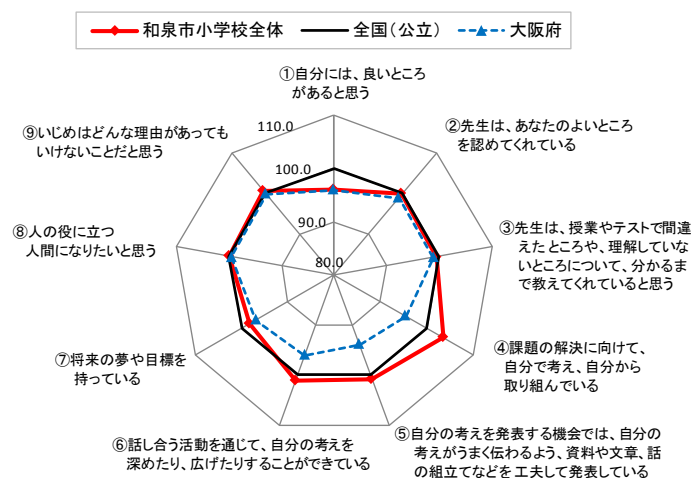 和泉市小学校全体 全国(公立) 大阪府
①自分には、良いところ
があると思う
②先生は、あなたのよいところ
を認めてくれている
③先生は、授業やテストで間違
えたところや、理解していな
いところについて、分かるま
で教えてくれていると思う
④課題の解決に向けて、
自分で考え、自分から
取り組んでいる
⑤自分の考えを発表する機会では、自分の
考えがうまく伝わるよう、資料や文章、話
の組立てなどを工夫して発表している
⑥話し合う活動を通じて、自分の考えを
深めたり、広げたりすることができている
⑦将来の夢や目標を
持っている
⑧人の役に立つ
人間になりたいと思う
⑨いじめはどんな理由があっても
いけないことだと思う
110.0
100.0
90.0
80.0